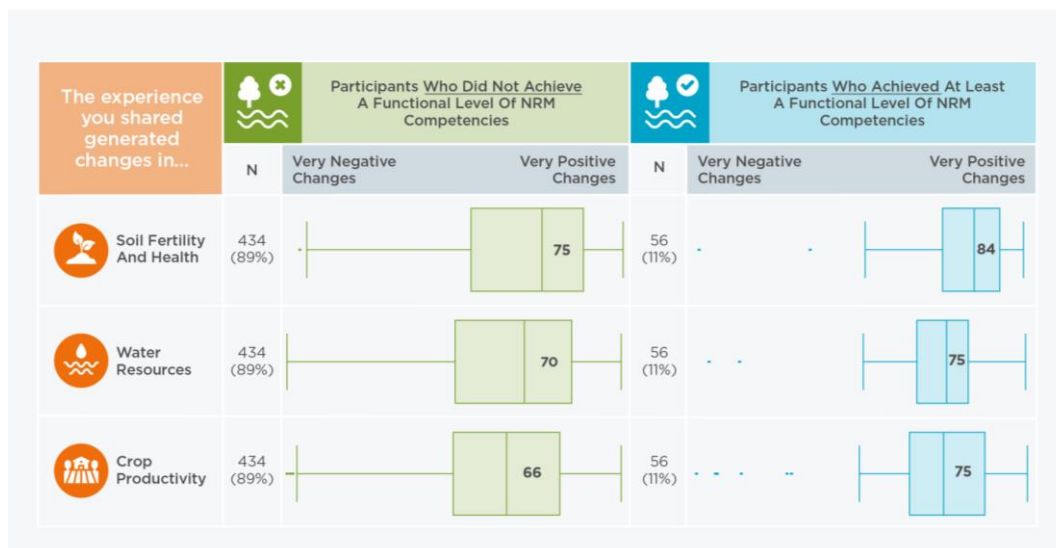 The experience
you shared
generated
changes in...
Participants Who Did Not Achieve
A Functional Level Of NRM
Competencies
Participants Who Achieved At Least
A Functional Level Of NRM
Competencies
N
Very Negative
Changes
Very Positive
Changes
N
Very Negative
Changes
Very Positive
Changes
Soil Fertility
And Health
434
(89%)
75
56
(11%)
84
Water
Resources
434
(89%)
70
56
(11%)
75
Crop
Productivity
434
(89%)
66
56
(11%)
75